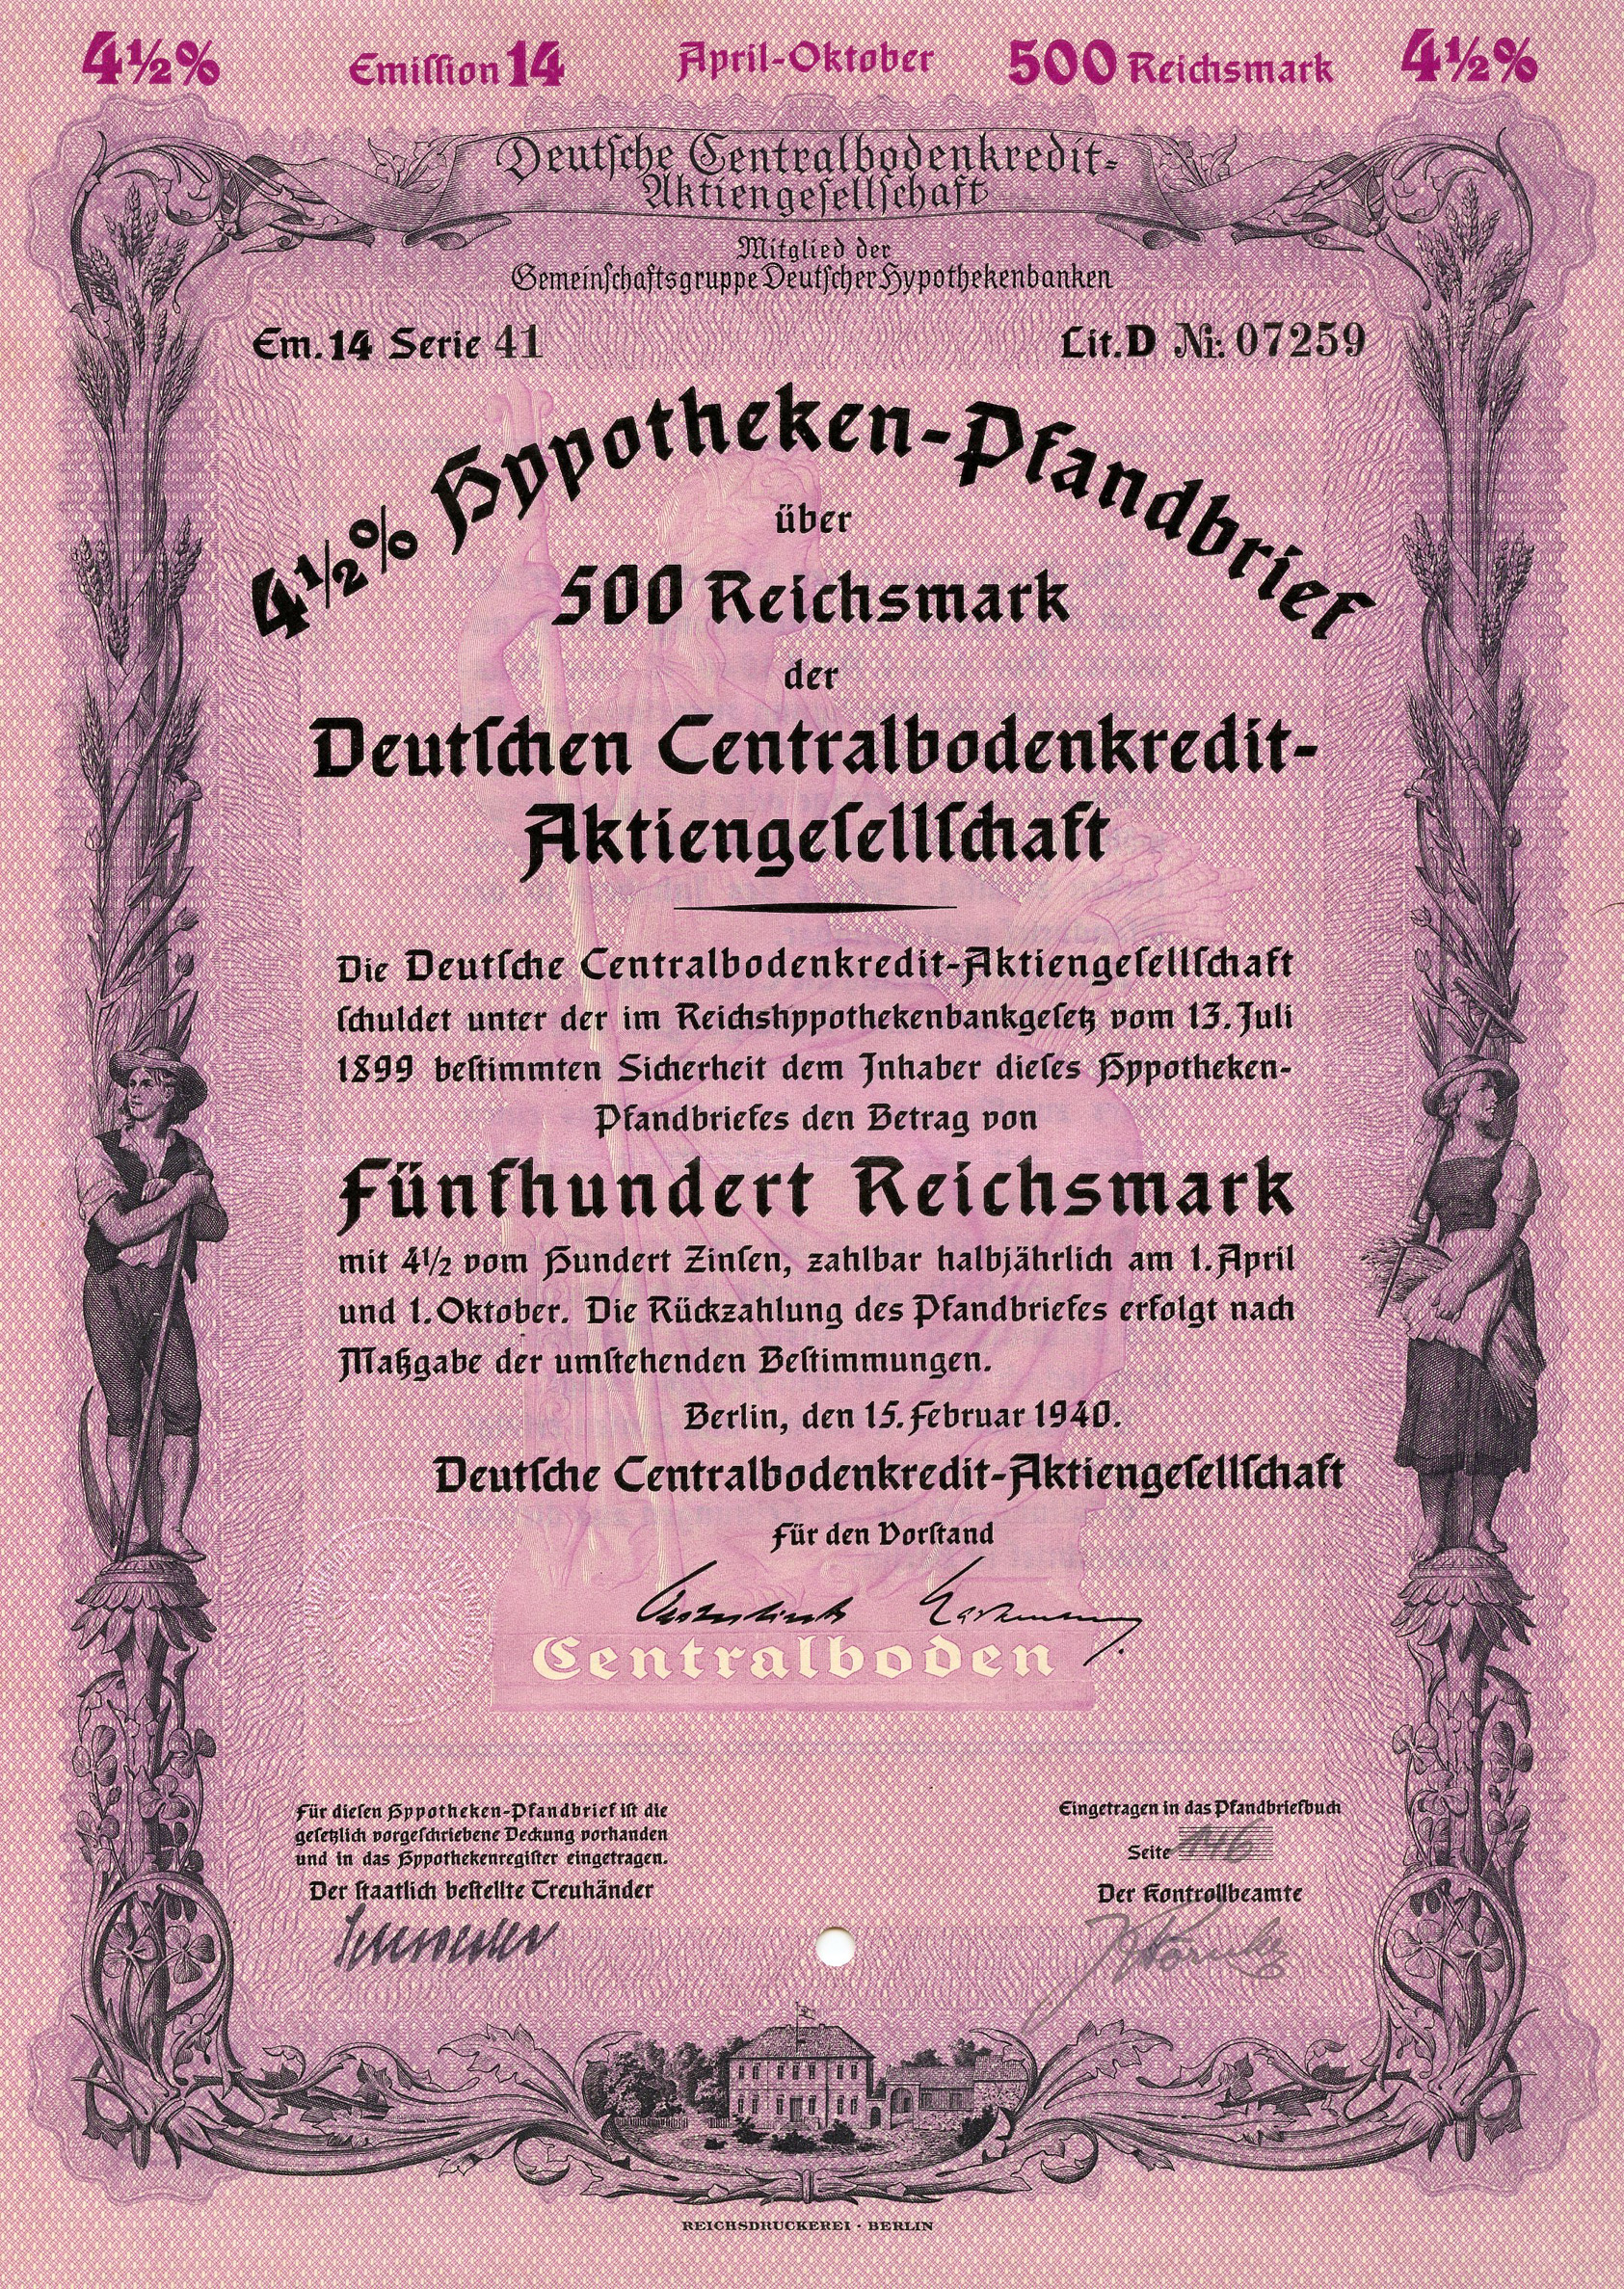 4½%
Emission 14
April-Oktober
500 Reichsmark
4½%
Deutſche Centralbodenkredit-
Aktiengeſellſchaft
Mitglied der
Gemeinſchaftsgruppe Deutſcher Hypothekenbanken
Em. 14 Serie 41
Lit. D Nr. 07259
4½% Hypotheken-Pfandbrief
über
500 Reichsmark
der
Deutſchen Centralbodenkredit-
Aktiengeſellſchaft
Die Deutſche Centralbodenkredit-Aktiengeſellſchaft
ſchuldet unter der im Reichshypothekenbankgeſetz vom 13. Juli
1899 beſtimmten Sicherheit dem Inhaber dieſes Hypotheken-
Pfandbriefes den Betrag von
Fünfhundert Reichsmark
mit 4½ vom Hundert Zinſen, zahlbar halbjährlich am 1. April
und 1. Oktober. Die Rückzahlung des Pfandbriefes erfolgt nach
Maßgabe der umſtehenden Beſtimmungen.
Berlin, den 15. Februar 1940.
Deutſche Centralbodenkredit-Aktiengeſellſchaft
Für den Vorſtand
Centralboden
Für dieſen Hypotheken-Pfandbrief iſt die
geſetzlich vorgeſchriebene Deckung vorhanden
und in das Hypothekenregiſter eingetragen.
Der ſtaatlich beſtellte Treuhänder
Eingetragen in das Pfandbriefbuch
Seite 146
Der Kontrollbeamte
REICHSDRUCKEREI · BERLIN